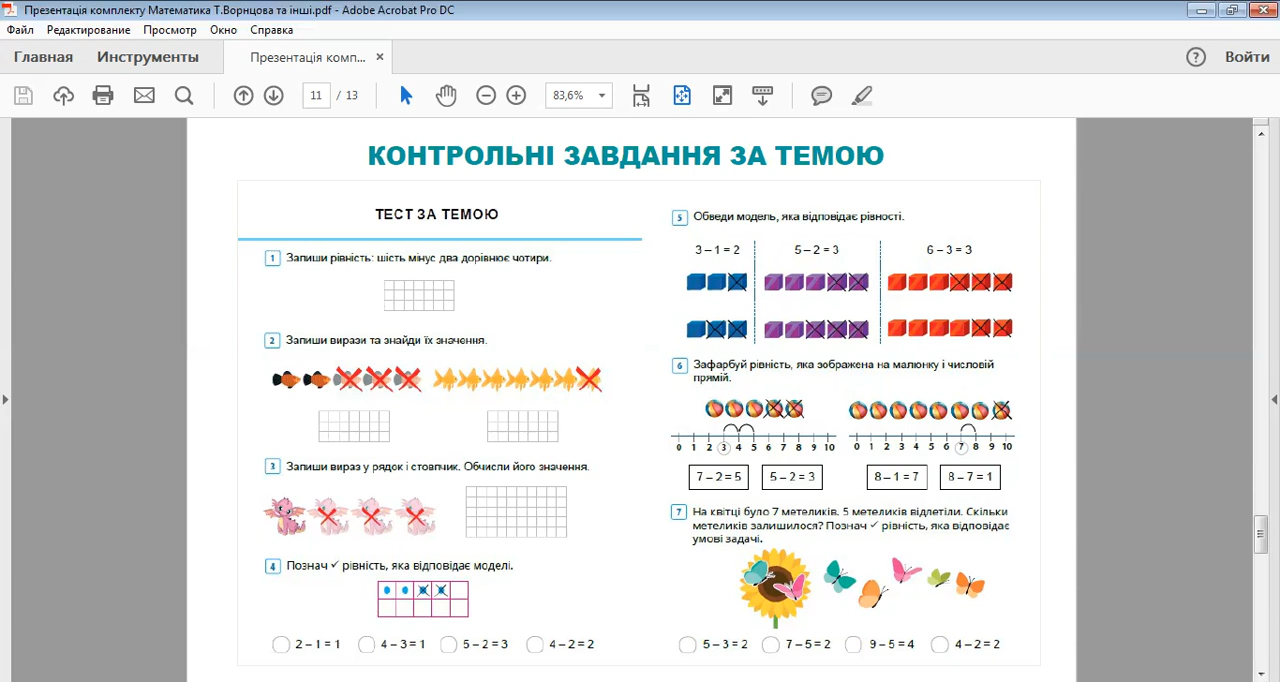 Презентація комплекту Математика Т.Ворнцова та інші.pdf - Adobe Acrobat Pro DC
Файл Редактирование Просмотр Окно Справка
Главная Инструменты Презентація комп... × Войти
11 / 13 83,6%
КОНТРОЛЬНІ ЗАВДАННЯ ЗА ТЕМОЮ
ТЕСТ ЗА ТЕМОЮ
1 Запиши рівність: шість мінус два дорівнює чотири.
2 Запиши вирази та знайди їх значення.
3 Запиши вираз у рядок і стовпчик. Обчисли його значення.
4 Познач ✓ рівність, яка відповідає моделі.
2 – 1 = 1 4 – 3 = 1 5 – 2 = 3 4 – 2 = 2
5 Обведи модель, яка відповідає рівності.
3 – 1 = 2 5 – 2 = 3 6 – 3 = 3
6 Зафарбуй рівність, яка зображена на малюнку і числовій
прямій.
0 1 2 3 4 5 6 7 8 9 10 0 1 2 3 4 5 6 7 8 9 10
7 – 2 = 5 5 – 2 = 3 8 – 1 = 7 8 – 7 = 1
7 На квітці було 7 метеликів. 5 метеликів відлетіли. Скільки
метеликів залишилося? Познач ✓ рівність, яка відповідає
умові задачі.
5 – 3 = 2 7 – 5 = 2 9 – 5 = 4 4 – 2 = 2